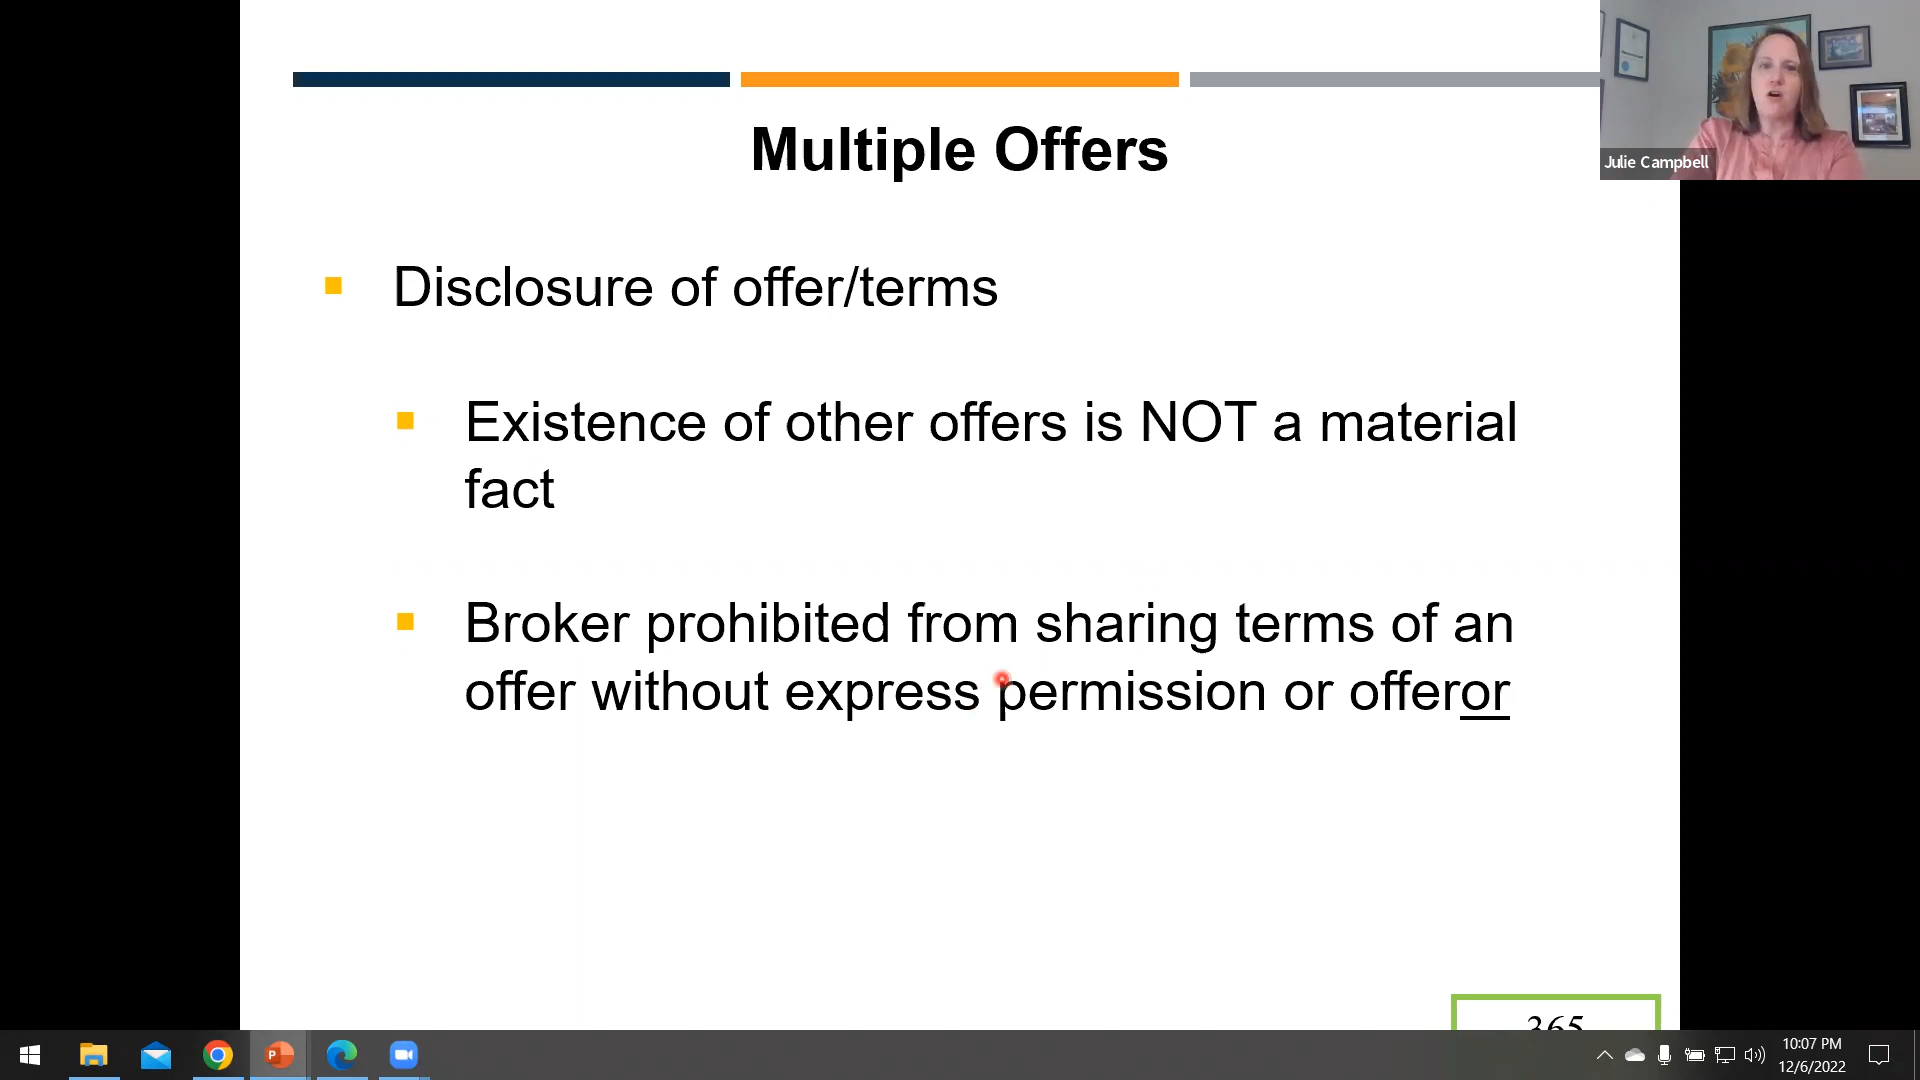 Multiple Offers
Julie Campbell
Disclosure of offer/terms
Existence of other offers is NOT a material
fact
Broker prohibited from sharing terms of an
offer without express permission or offeror
365
10:07 PM
12/6/2022